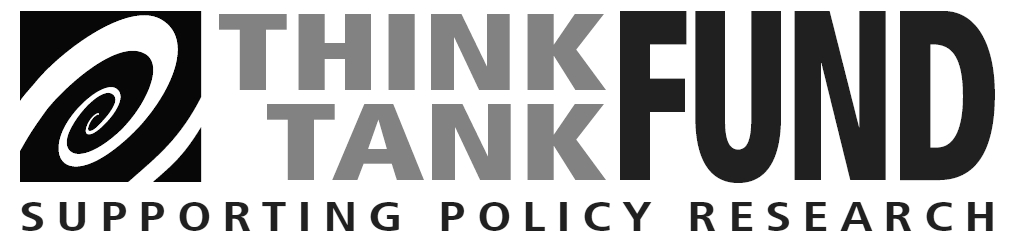 THINK
TANK FUND
SUPPORTING POLICY RESEARCH